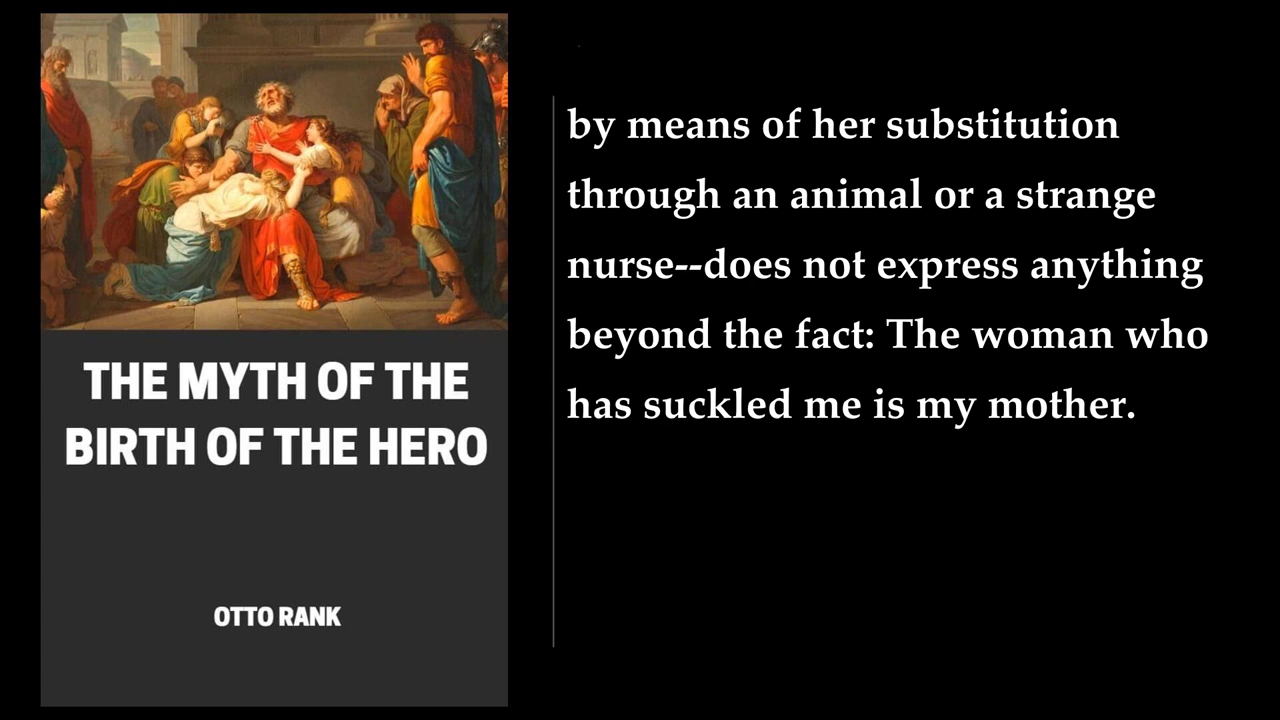 THE MYTH OF THE
BIRTH OF THE HERO
OTTO RANK
by means of her substitution
through an animal or a strange
nurse--does not express anything
beyond the fact: The woman who
has suckled me is my mother.